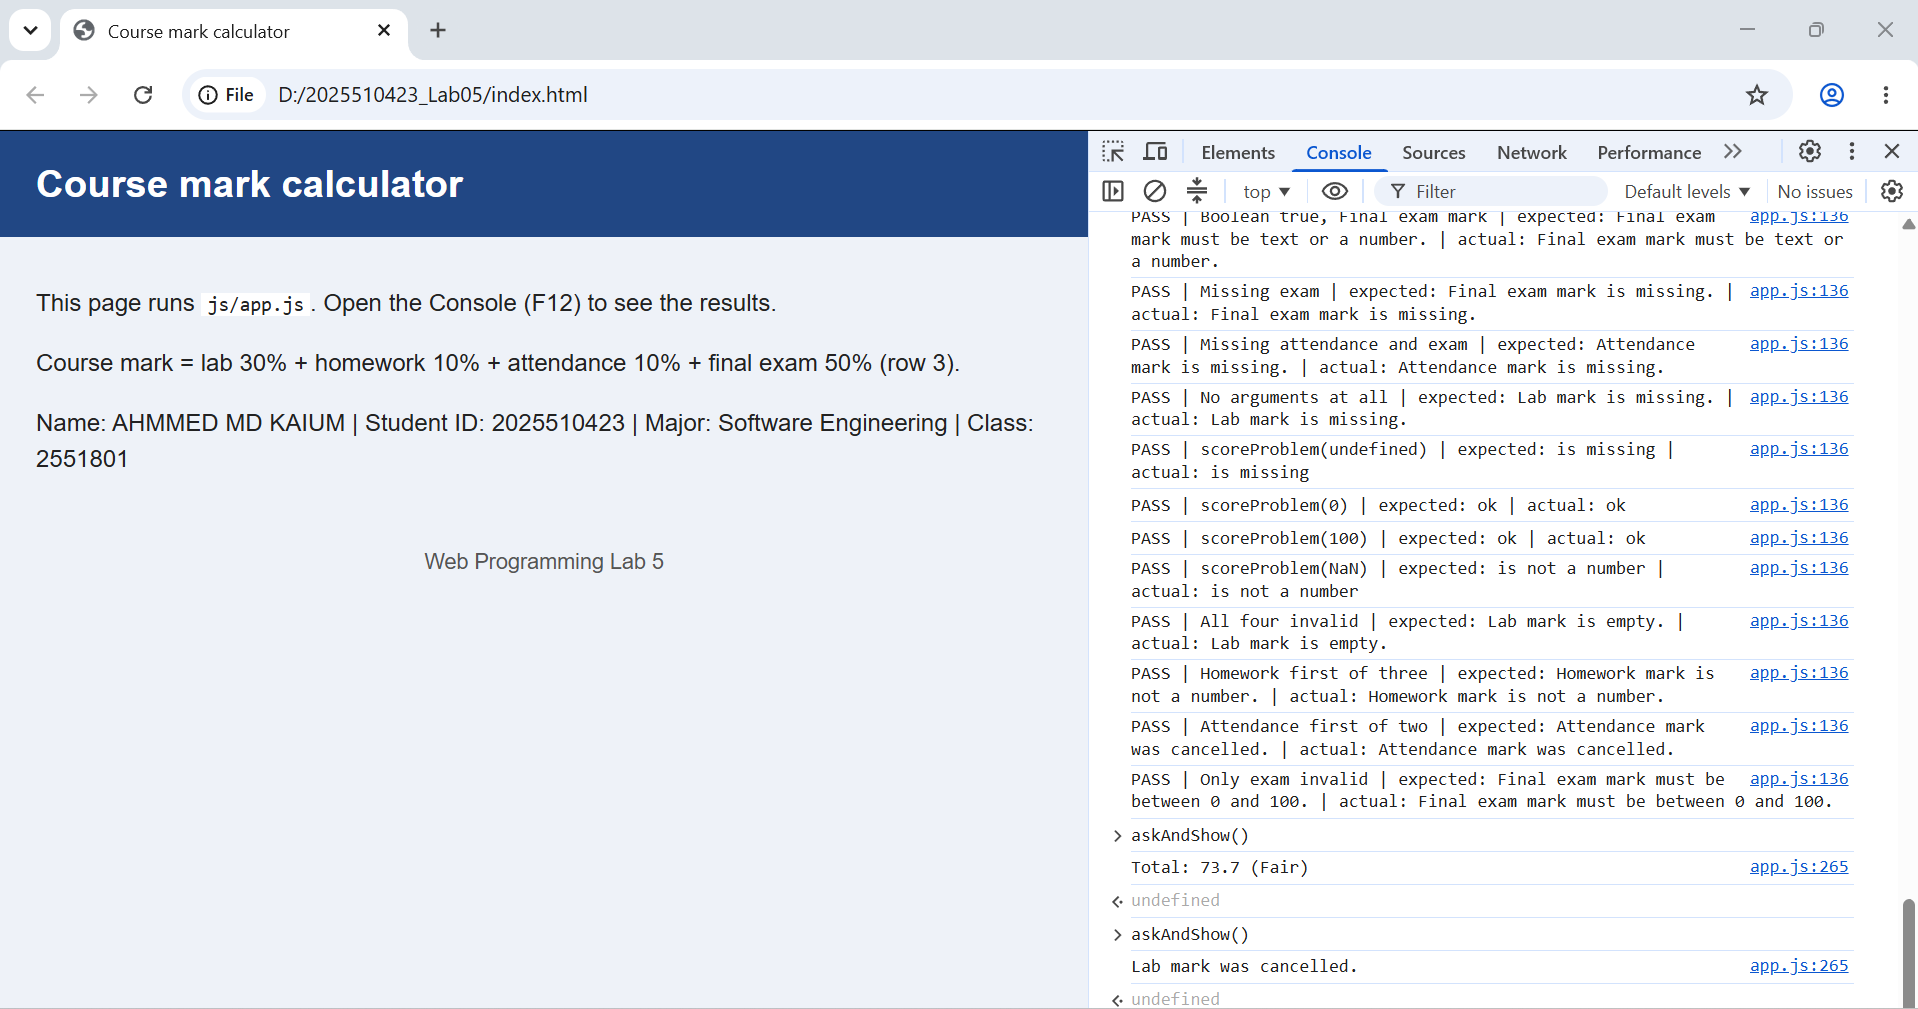 Course mark calculator
File D:/2025510423_Lab05/index.html
Course mark calculator
This page runs js/app.js. Open the Console (F12) to see the results.
Course mark = lab 30% + homework 10% + attendance 10% + final exam 50% (row 3).
Name: AHMMED MD KAIUM | Student ID: 2025510423 | Major: Software Engineering | Class:
2551801
Web Programming Lab 5
Elements Console Sources Network Performance
top Filter Default levels No issues
PASS | Boolean true, Final exam mark | expected: Final exam app.js:136
mark must be text or a number. | actual: Final exam mark must be text or
a number.
PASS | Missing exam | expected: Final exam mark is missing. | app.js:136
actual: Final exam mark is missing.
PASS | Missing attendance and exam | expected: Attendance app.js:136
mark is missing. | actual: Attendance mark is missing.
PASS | No arguments at all | expected: Lab mark is missing. | app.js:136
actual: Lab mark is missing.
PASS | scoreProblem(undefined) | expected: is missing | app.js:136
actual: is missing
PASS | scoreProblem(0) | expected: ok | actual: ok app.js:136
PASS | scoreProblem(100) | expected: ok | actual: ok app.js:136
PASS | scoreProblem(NaN) | expected: is not a number | app.js:136
actual: is not a number
PASS | All four invalid | expected: Lab mark is empty. | app.js:136
actual: Lab mark is empty.
PASS | Homework first of three | expected: Homework mark is app.js:136
not a number. | actual: Homework mark is not a number.
PASS | Attendance first of two | expected: Attendance mark app.js:136
was cancelled. | actual: Attendance mark was cancelled.
PASS | Only exam invalid | expected: Final exam mark must be app.js:136
between 0 and 100. | actual: Final exam mark must be between 0 and 100.
askAndShow()
Total: 73.7 (Fair) app.js:265
undefined
askAndShow()
Lab mark was cancelled. app.js:265
undefined